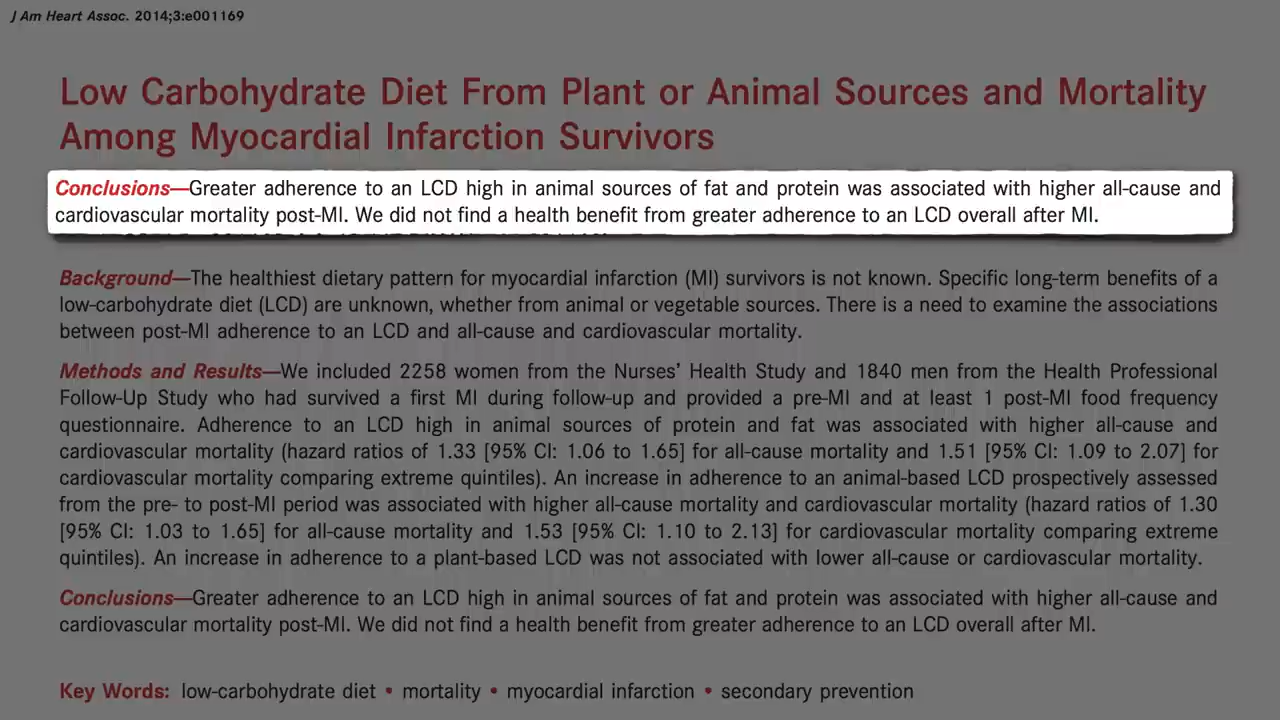 J Am Heart Assoc. 2014;3:e001169
Low Carbohydrate Diet From Plant or Animal Sources and Mortality
Among Myocardial Infarction Survivors
Conclusions—Greater adherence to an LCD high in animal sources of fat and protein was associated with higher all-cause and
cardiovascular mortality post-MI. We did not find a health benefit from greater adherence to an LCD overall after MI.
Background—The healthiest dietary pattern for myocardial infarction (MI) survivors is not known. Specific long-term benefits of a
low-carbohydrate diet (LCD) are unknown, whether from animal or vegetable sources. There is a need to examine the associations
between post-MI adherence to an LCD and all-cause and cardiovascular mortality.
Methods and Results—We included 2258 women from the Nurses’ Health Study and 1840 men from the Health Professional
Follow-Up Study who had survived a first MI during follow-up and provided a pre-MI and at least 1 post-MI food frequency
questionnaire. Adherence to an LCD high in animal sources of protein and fat was associated with higher all-cause and
cardiovascular mortality (hazard ratios of 1.33 [95% CI: 1.06 to 1.65] for all-cause mortality and 1.51 [95% CI: 1.09 to 2.07] for
cardiovascular mortality comparing extreme quintiles). An increase in adherence to an animal-based LCD prospectively assessed
from the pre- to post-MI period was associated with higher all-cause mortality and cardiovascular mortality (hazard ratios of 1.30
[95% CI: 1.03 to 1.65] for all-cause mortality and 1.53 [95% CI: 1.10 to 2.13] for cardiovascular mortality comparing extreme
quintiles). An increase in adherence to a plant-based LCD was not associated with lower all-cause or cardiovascular mortality.
Conclusions—Greater adherence to an LCD high in animal sources of fat and protein was associated with higher all-cause and
cardiovascular mortality post-MI. We did not find a health benefit from greater adherence to an LCD overall after MI.
Key Words: low-carbohydrate diet • mortality • myocardial infarction • secondary prevention